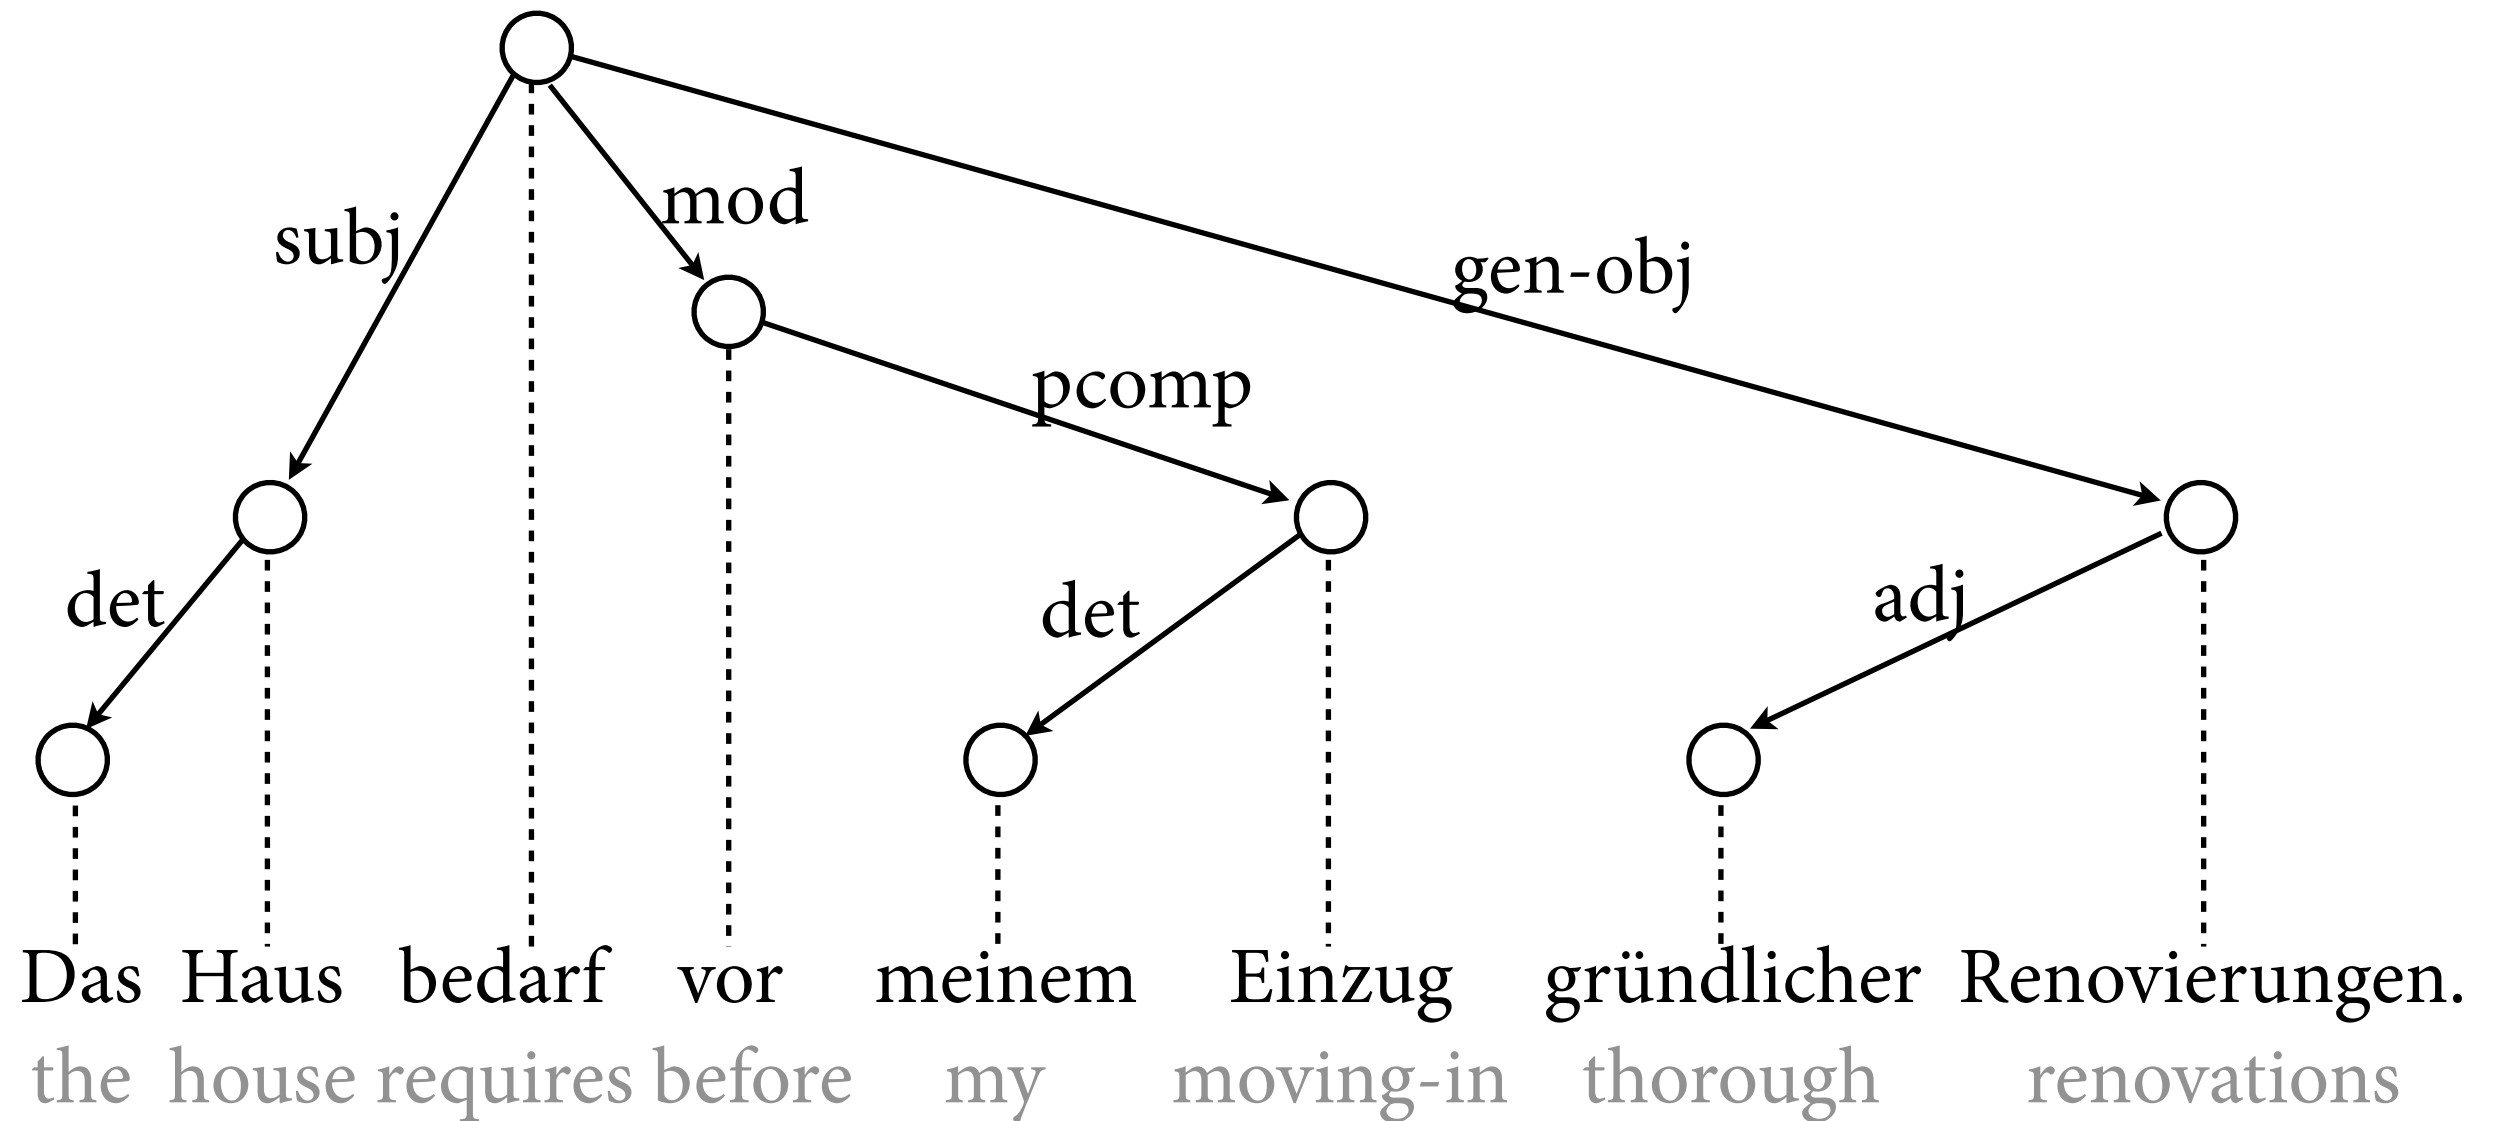 mod
subj
gen-obj
pcomp
det
det
adj
Das Haus bedarf vor meinem Einzug gründlicher Renovierungen.
the house requires before my moving-in thorough renovations